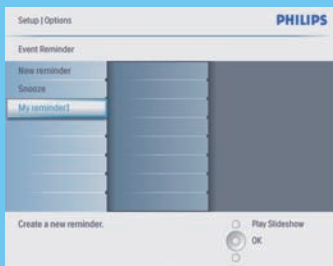 Setup | Options
PHILIPS
Event Reminder
New reminder
Snooze
My reminder1
Create a new reminder.
Play Slideshow
OK